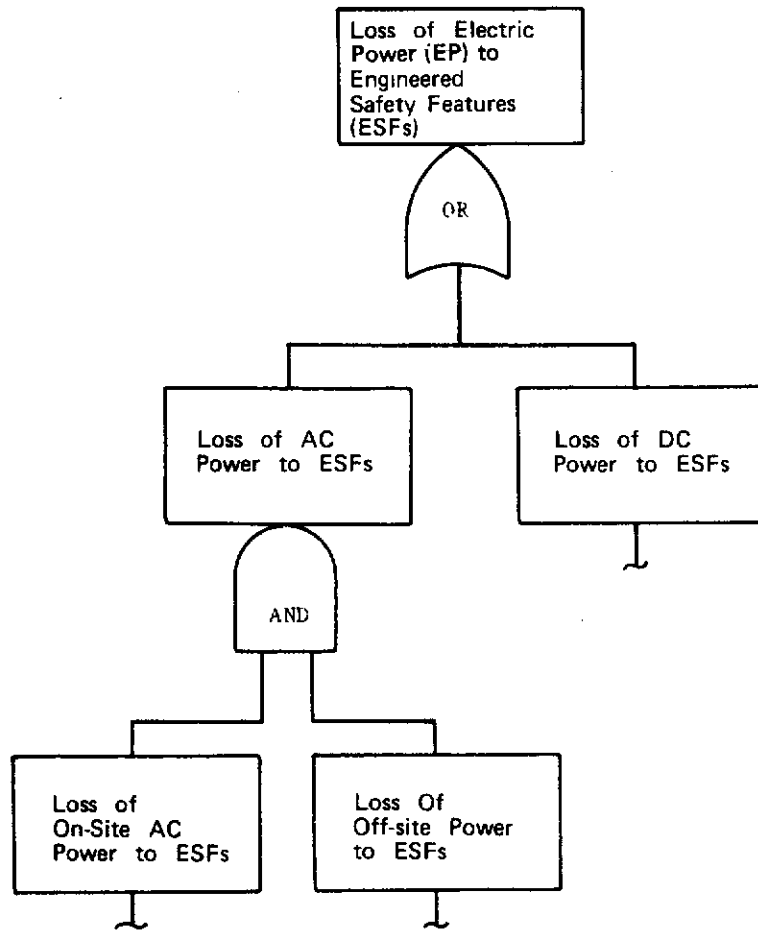 Loss of Electric
Power (EP) to
Engineered
Safety Features
(ESFs)
OR
Loss of AC
Power to ESFs
Loss of DC
Power to ESFs
AND
Loss of
On-Site AC
Power to ESFs
Loss Of
Off-site Power
to ESFs